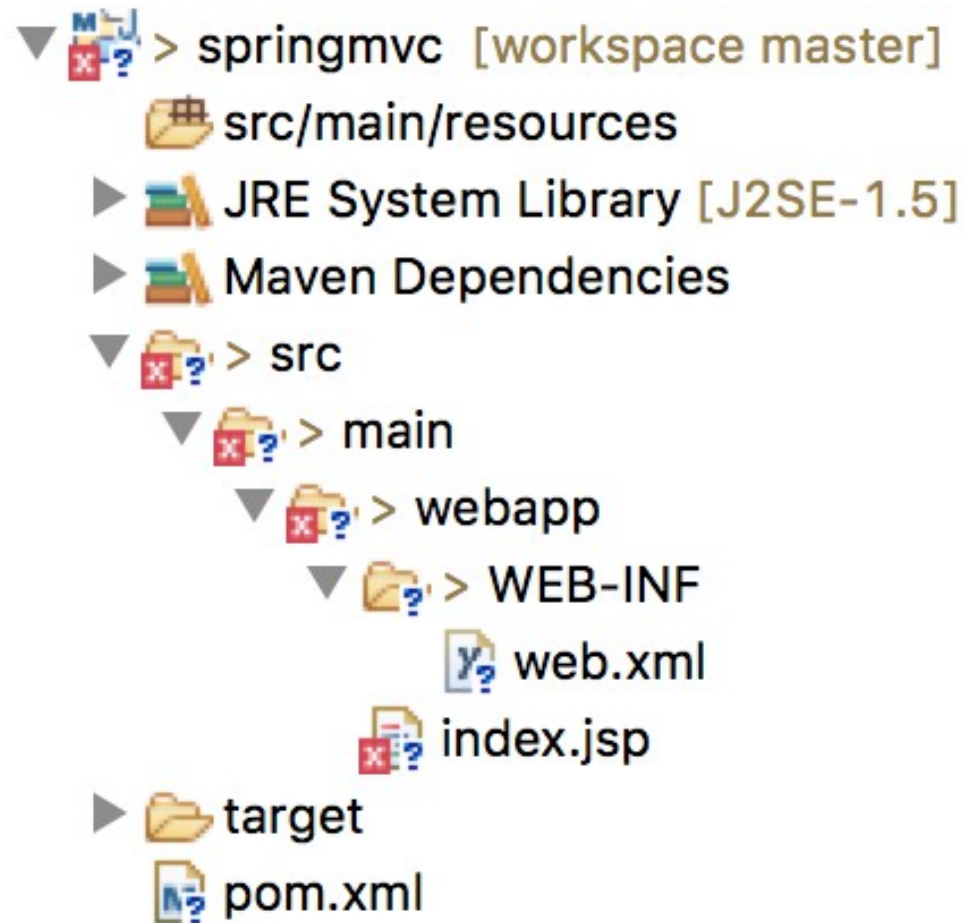 > springmvc [workspace master]
src/main/resources
JRE System Library [J2SE-1.5]
Maven Dependencies
> src
> main
> webapp
> WEB-INF
web.xml
index.jsp
target
pom.xml